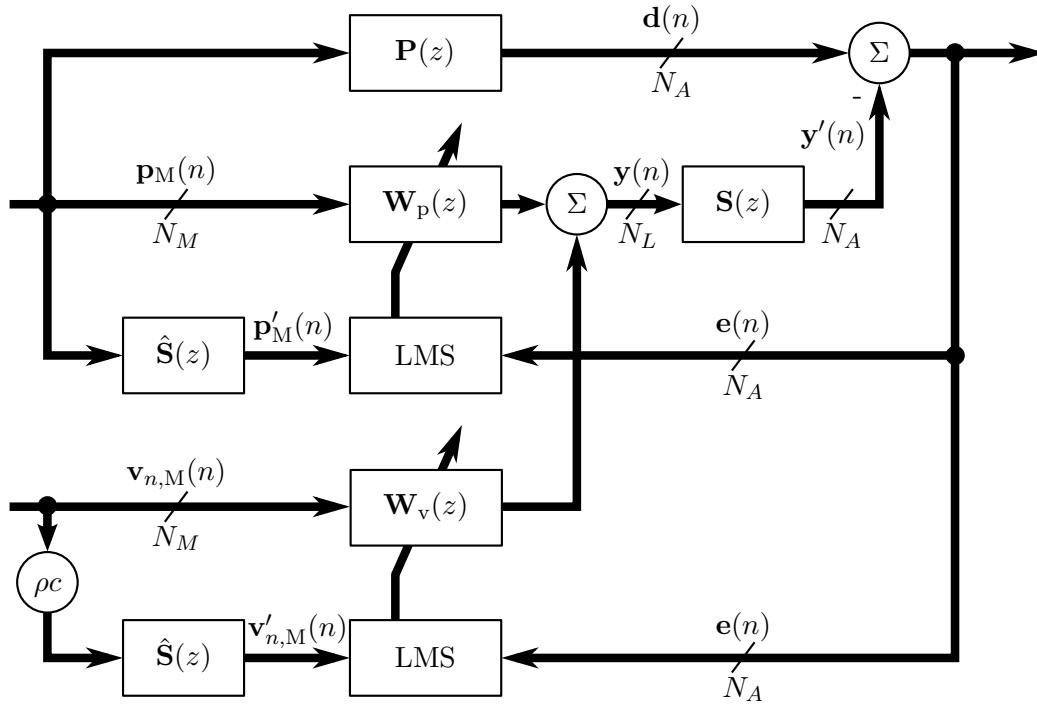 d(n)
P(z)
Σ
N_A
-
y'(n)
p_M(n)
W_p(z)
Σ
y(n)
S(z)
N_M
N_L
N_A
Ŝ(z)
p'_M(n)
LMS
e(n)
N_A
v_{n,M}(n)
W_v(z)
N_M
ρc
Ŝ(z)
v'_{n,M}(n)
LMS
e(n)
N_A